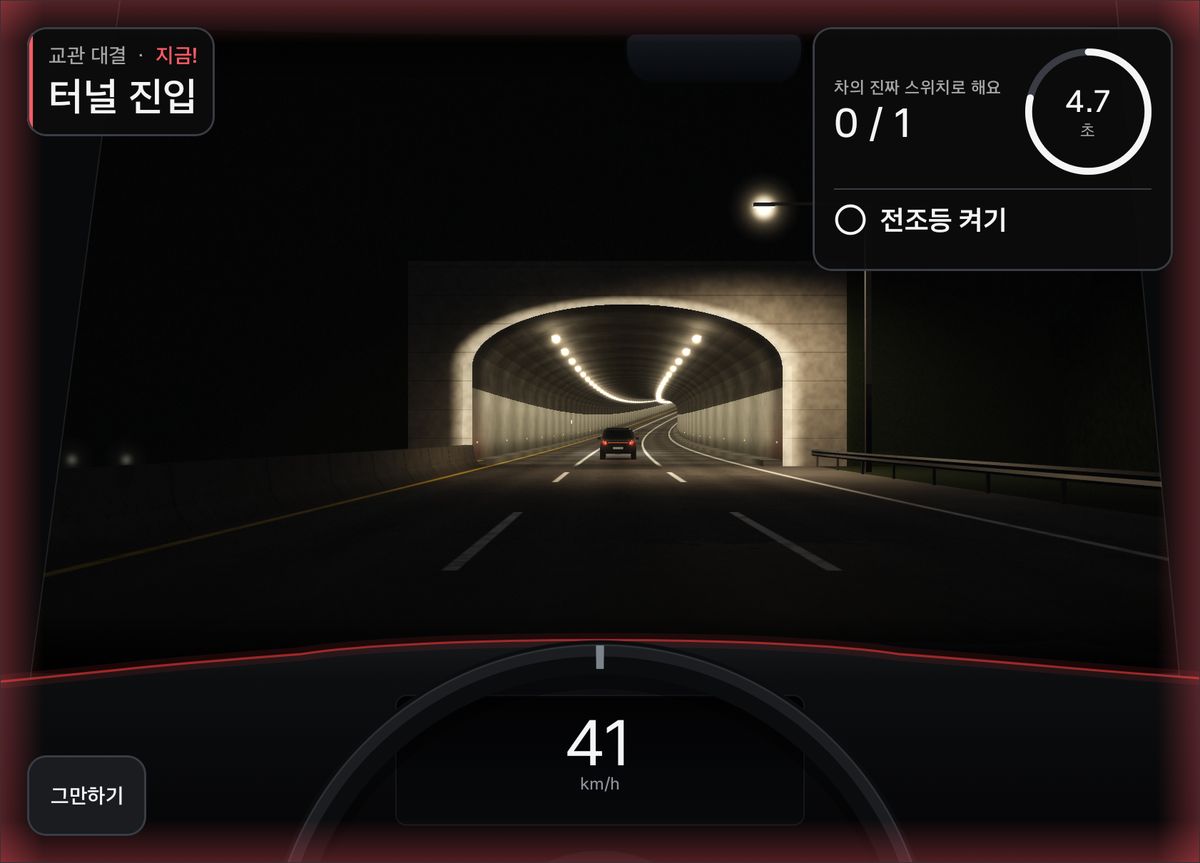 교관 대결 · 지금!
터널 진입
차의 진짜 스위치로 해요
0 / 1
4.7
초
전조등 켜기
41
km/h
그만하기